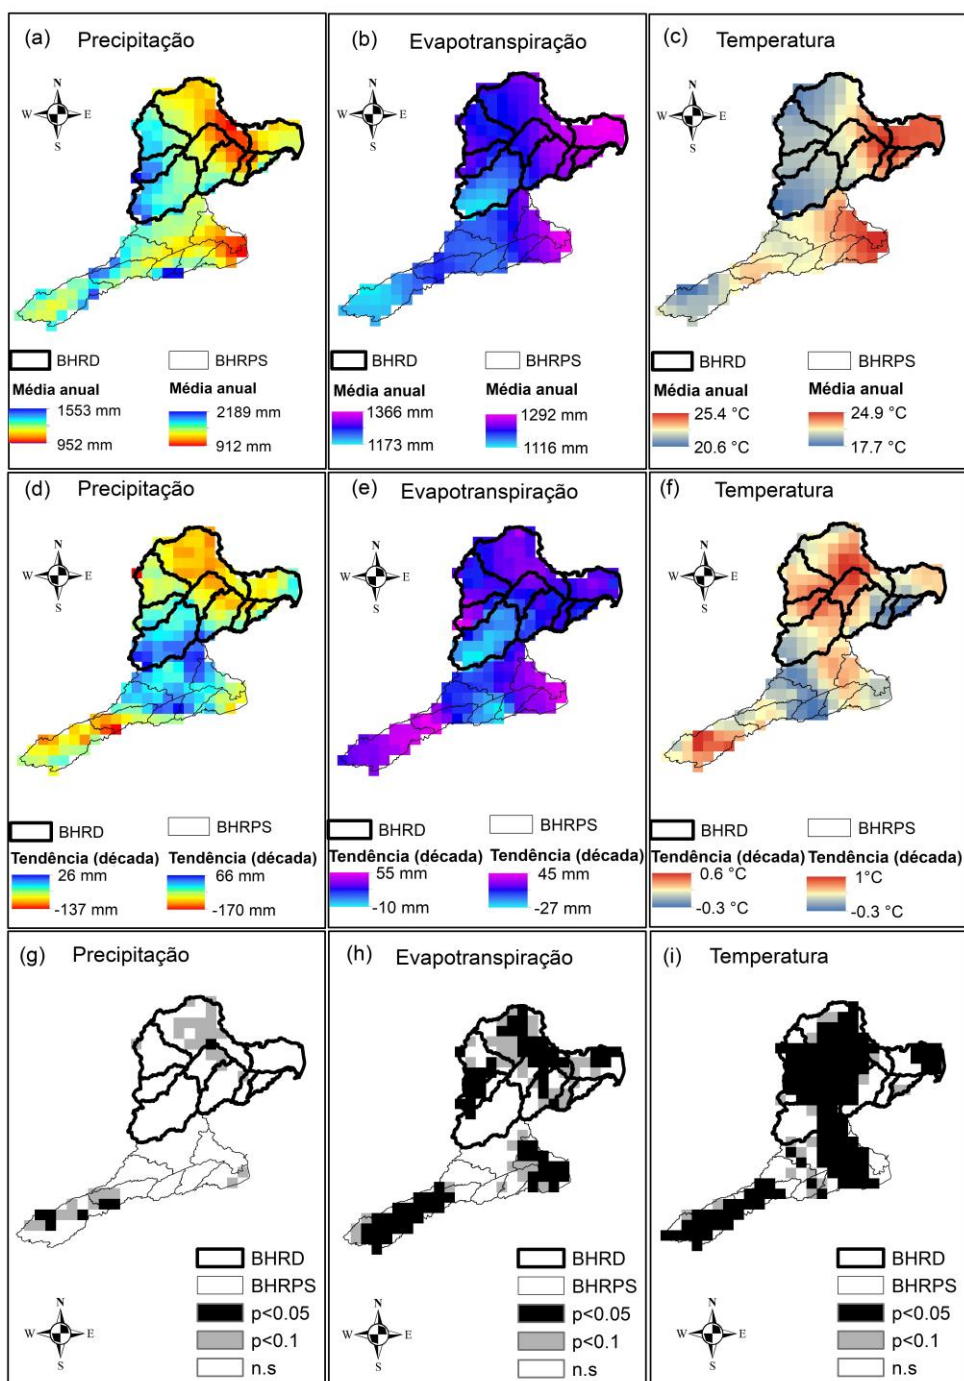 (a) Precipitação
N
W E
S
BHRD BHRPS
Média anual Média anual
1553 mm 2189 mm
952 mm 912 mm
(b) Evapotranspiração
N
W E
S
BHRD BHRPS
Média anual Média anual
1366 mm 1292 mm
1173 mm 1116 mm
(c) Temperatura
N
W E
S
BHRD BHRPS
Média anual Média anual
25.4 °C 24.9 °C
20.6 °C 17.7 °C
(d) Precipitação
N
W E
S
BHRD BHRPS
Tendência (década) Tendência (década)
26 mm 66 mm
-137 mm -170 mm
(e) Evapotranspiração
N
W E
S
BHRD BHRPS
Tendência (década) Tendência (década)
55 mm 45 mm
-10 mm -27 mm
(f) Temperatura
N
W E
S
BHRD BHRPS
Tendência (década) Tendência (década)
0.6 °C 1°C
-0.3 °C -0.3 °C
(g) Precipitação
BHRD
BHRPS
p<0.05
p<0.1
n.s
N
W E
S
(h) Evapotranspiração
BHRD
BHRPS
p<0.05
p<0.1
n.s
N
W E
S
(i) Temperatura
BHRD
BHRPS
p<0.05
p<0.1
n.s
N
W E
S